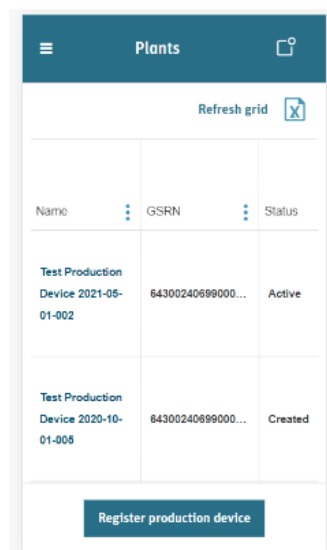 Plants
Refresh grid
Name GSRN Status
Test Production
Device 2021-05-
01-002
64300240699000... Active
Test Production
Device 2020-10-
01-005
64300240699000... Created
Register production device